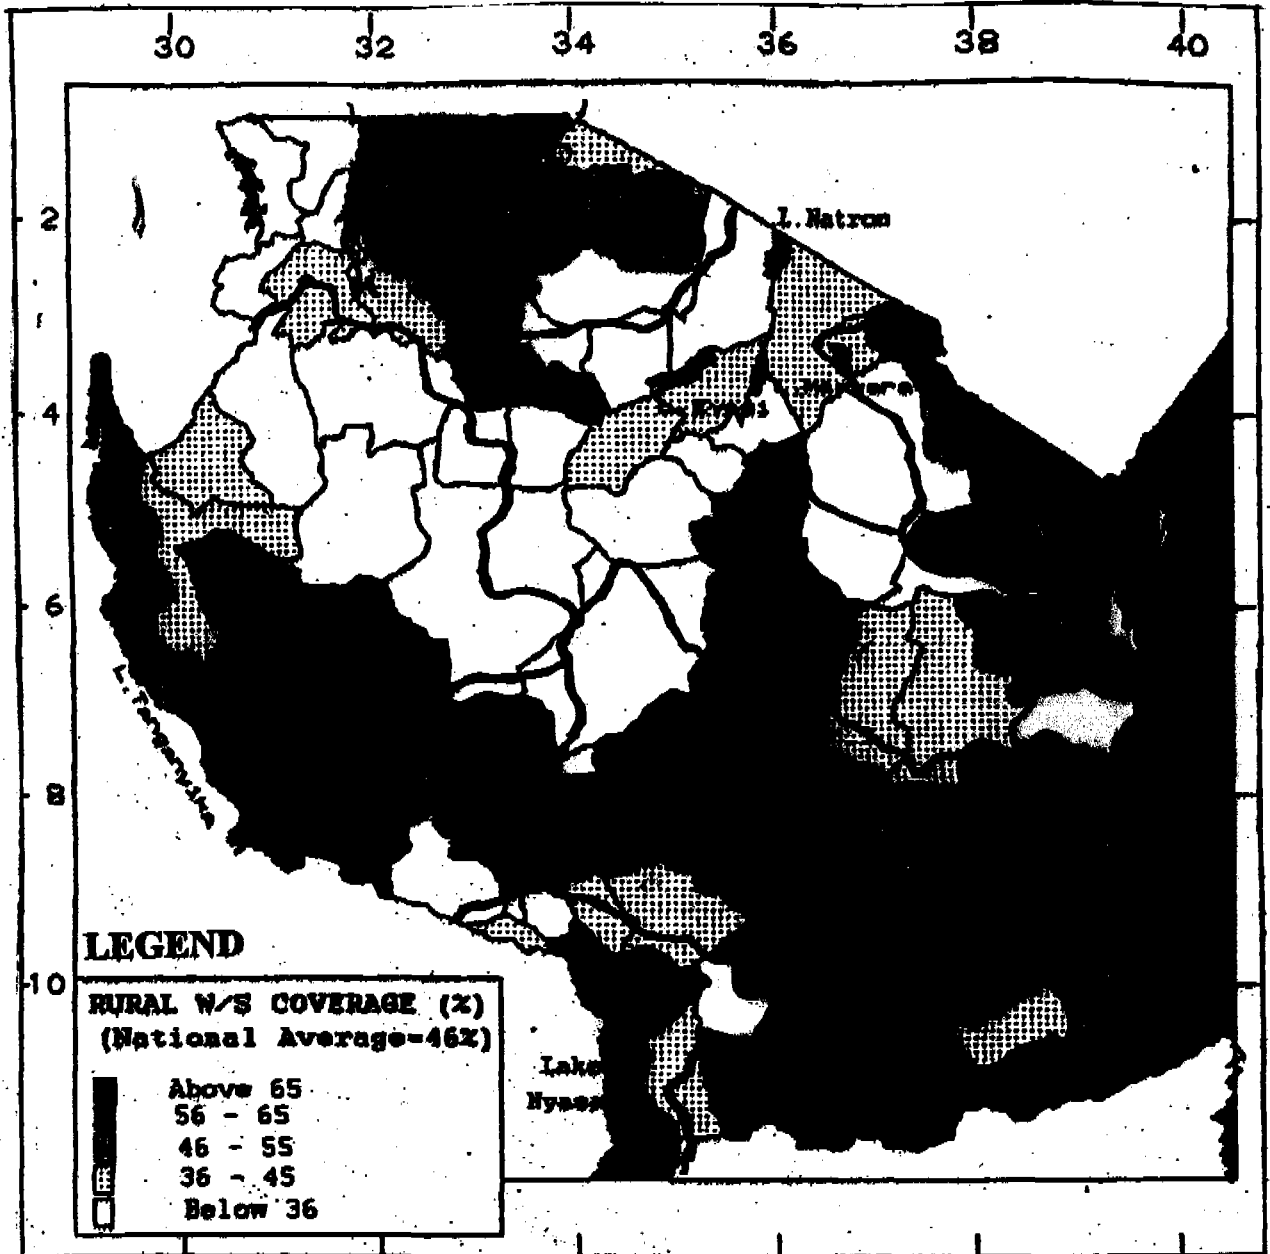 30 32 34 36 38 40
2
L.Natron
4
6
L.Tanganyika
8
LEGEND
10
RURAL W/S COVERAGE (%)
(National Average=46%)
Above 65
56 - 65
46 - 55
36 - 45
Below 36
Lake